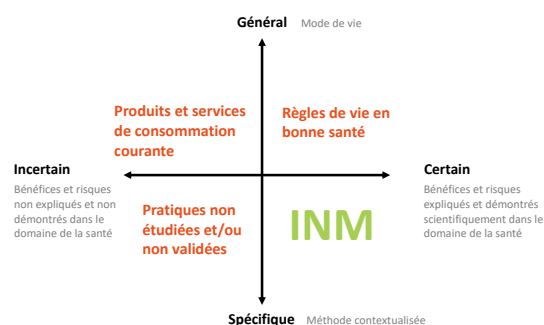 Général Mode de vie
Produits et services
de consommation
courante
Règles de vie en
bonne santé
Incertain
Bénéfices et risques
non expliqués et non
démontrés dans le
domaine de la santé
Certain
Bénéfices et risques
expliqués et démontrés
scientifiquement dans le
domaine de la santé
Pratiques non
étudiées et/ou
non validées
INM
Spécifique Méthode contextualisée